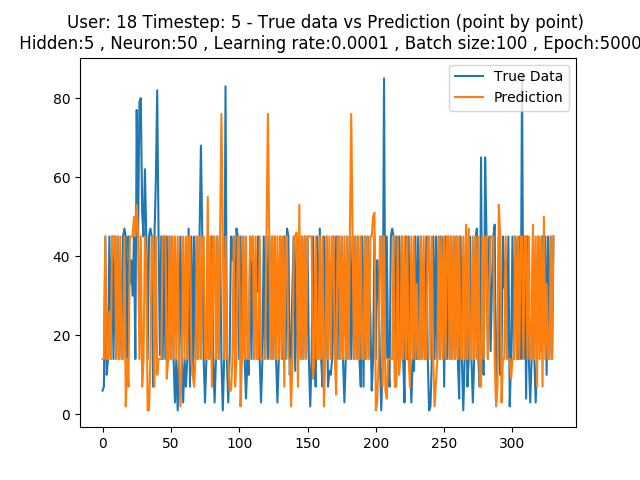 User: 18 Timestep: 5 - True data vs Prediction (point by point)
Hidden:5 , Neuron:50 , Learning rate:0.0001 , Batch size:100 , Epoch:5000
True Data
Prediction
80
60
40
20
0
0 50 100 150 200 250 300